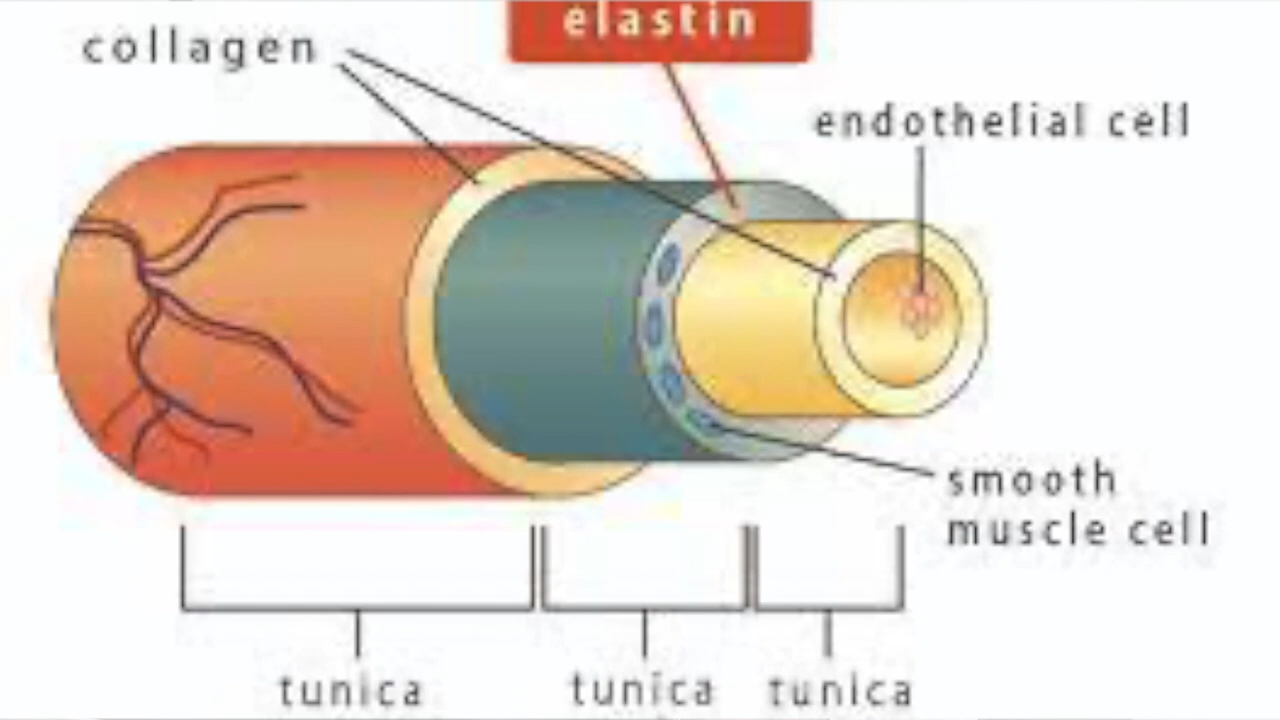 elastin
collagen
endothelial cell
smooth
muscle cell
tunica
tunica
tunica